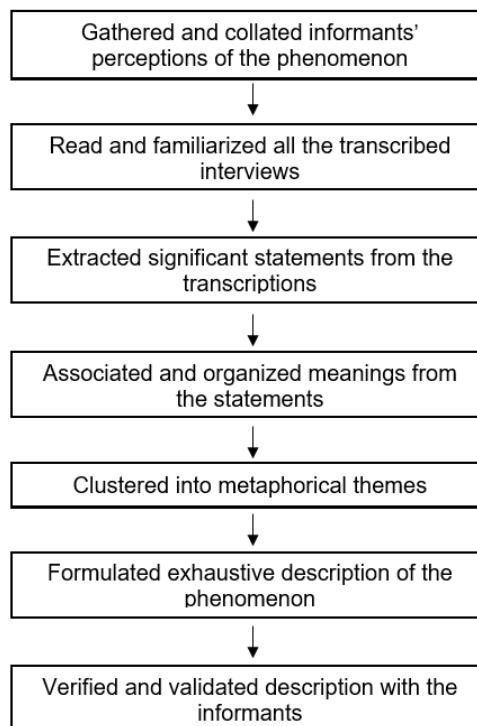 Gathered and collated informants'
perceptions of the phenomenon
Read and familiarized all the transcribed
interviews
Extracted significant statements from the
transcriptions
Associated and organized meanings from
the statements
Clustered into metaphorical themes
Formulated exhaustive description of the
phenomenon
Verified and validated description with the
informants